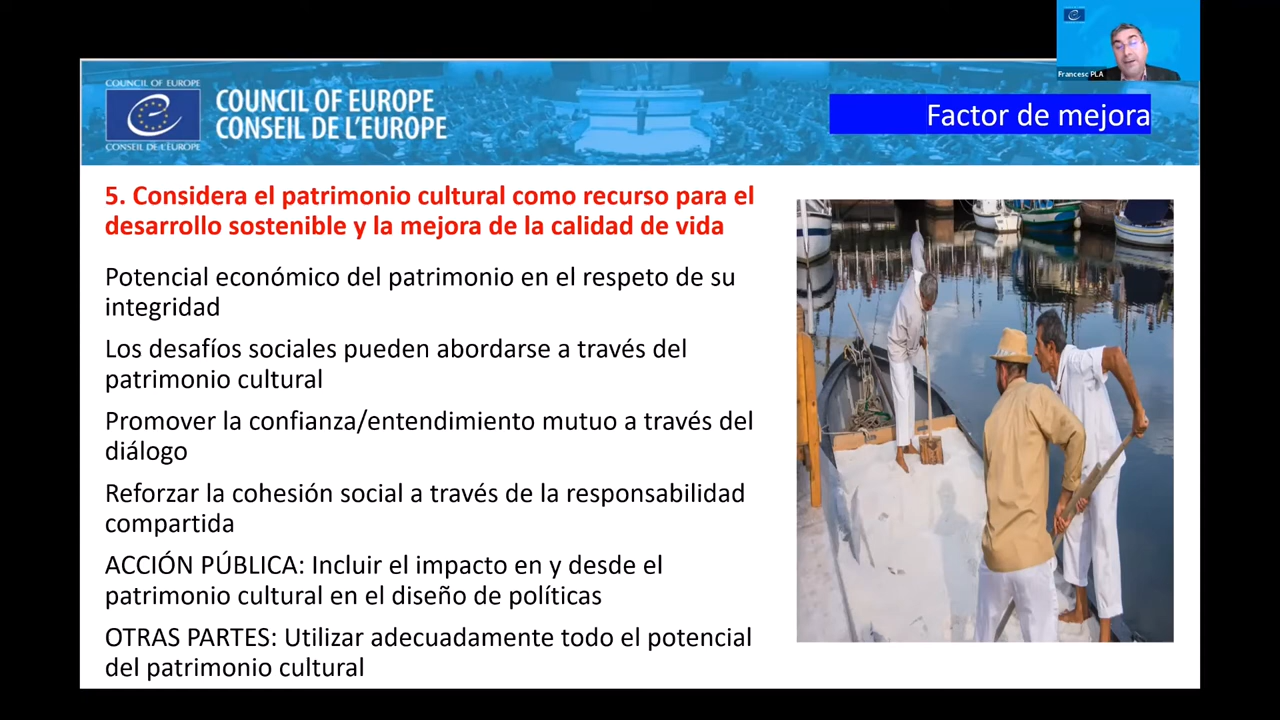 COUNCIL OF EUROPE
CONSEIL DE L'EUROPE
COUNCIL OF EUROPE
CONSEIL DE L'EUROPE
Francesc PLA
Factor de mejora
5. Considera el patrimonio cultural como recurso para el
desarrollo sostenible y la mejora de la calidad de vida
Potencial económico del patrimonio en el respeto de su
integridad
Los desafíos sociales pueden abordarse a través del
patrimonio cultural
Promover la confianza/entendimiento mutuo a través del
diálogo
Reforzar la cohesión social a través de la responsabilidad
compartida
ACCIÓN PÚBLICA: Incluir el impacto en y desde el
patrimonio cultural en el diseño de políticas
OTRAS PARTES: Utilizar adecuadamente todo el potencial
del patrimonio cultural